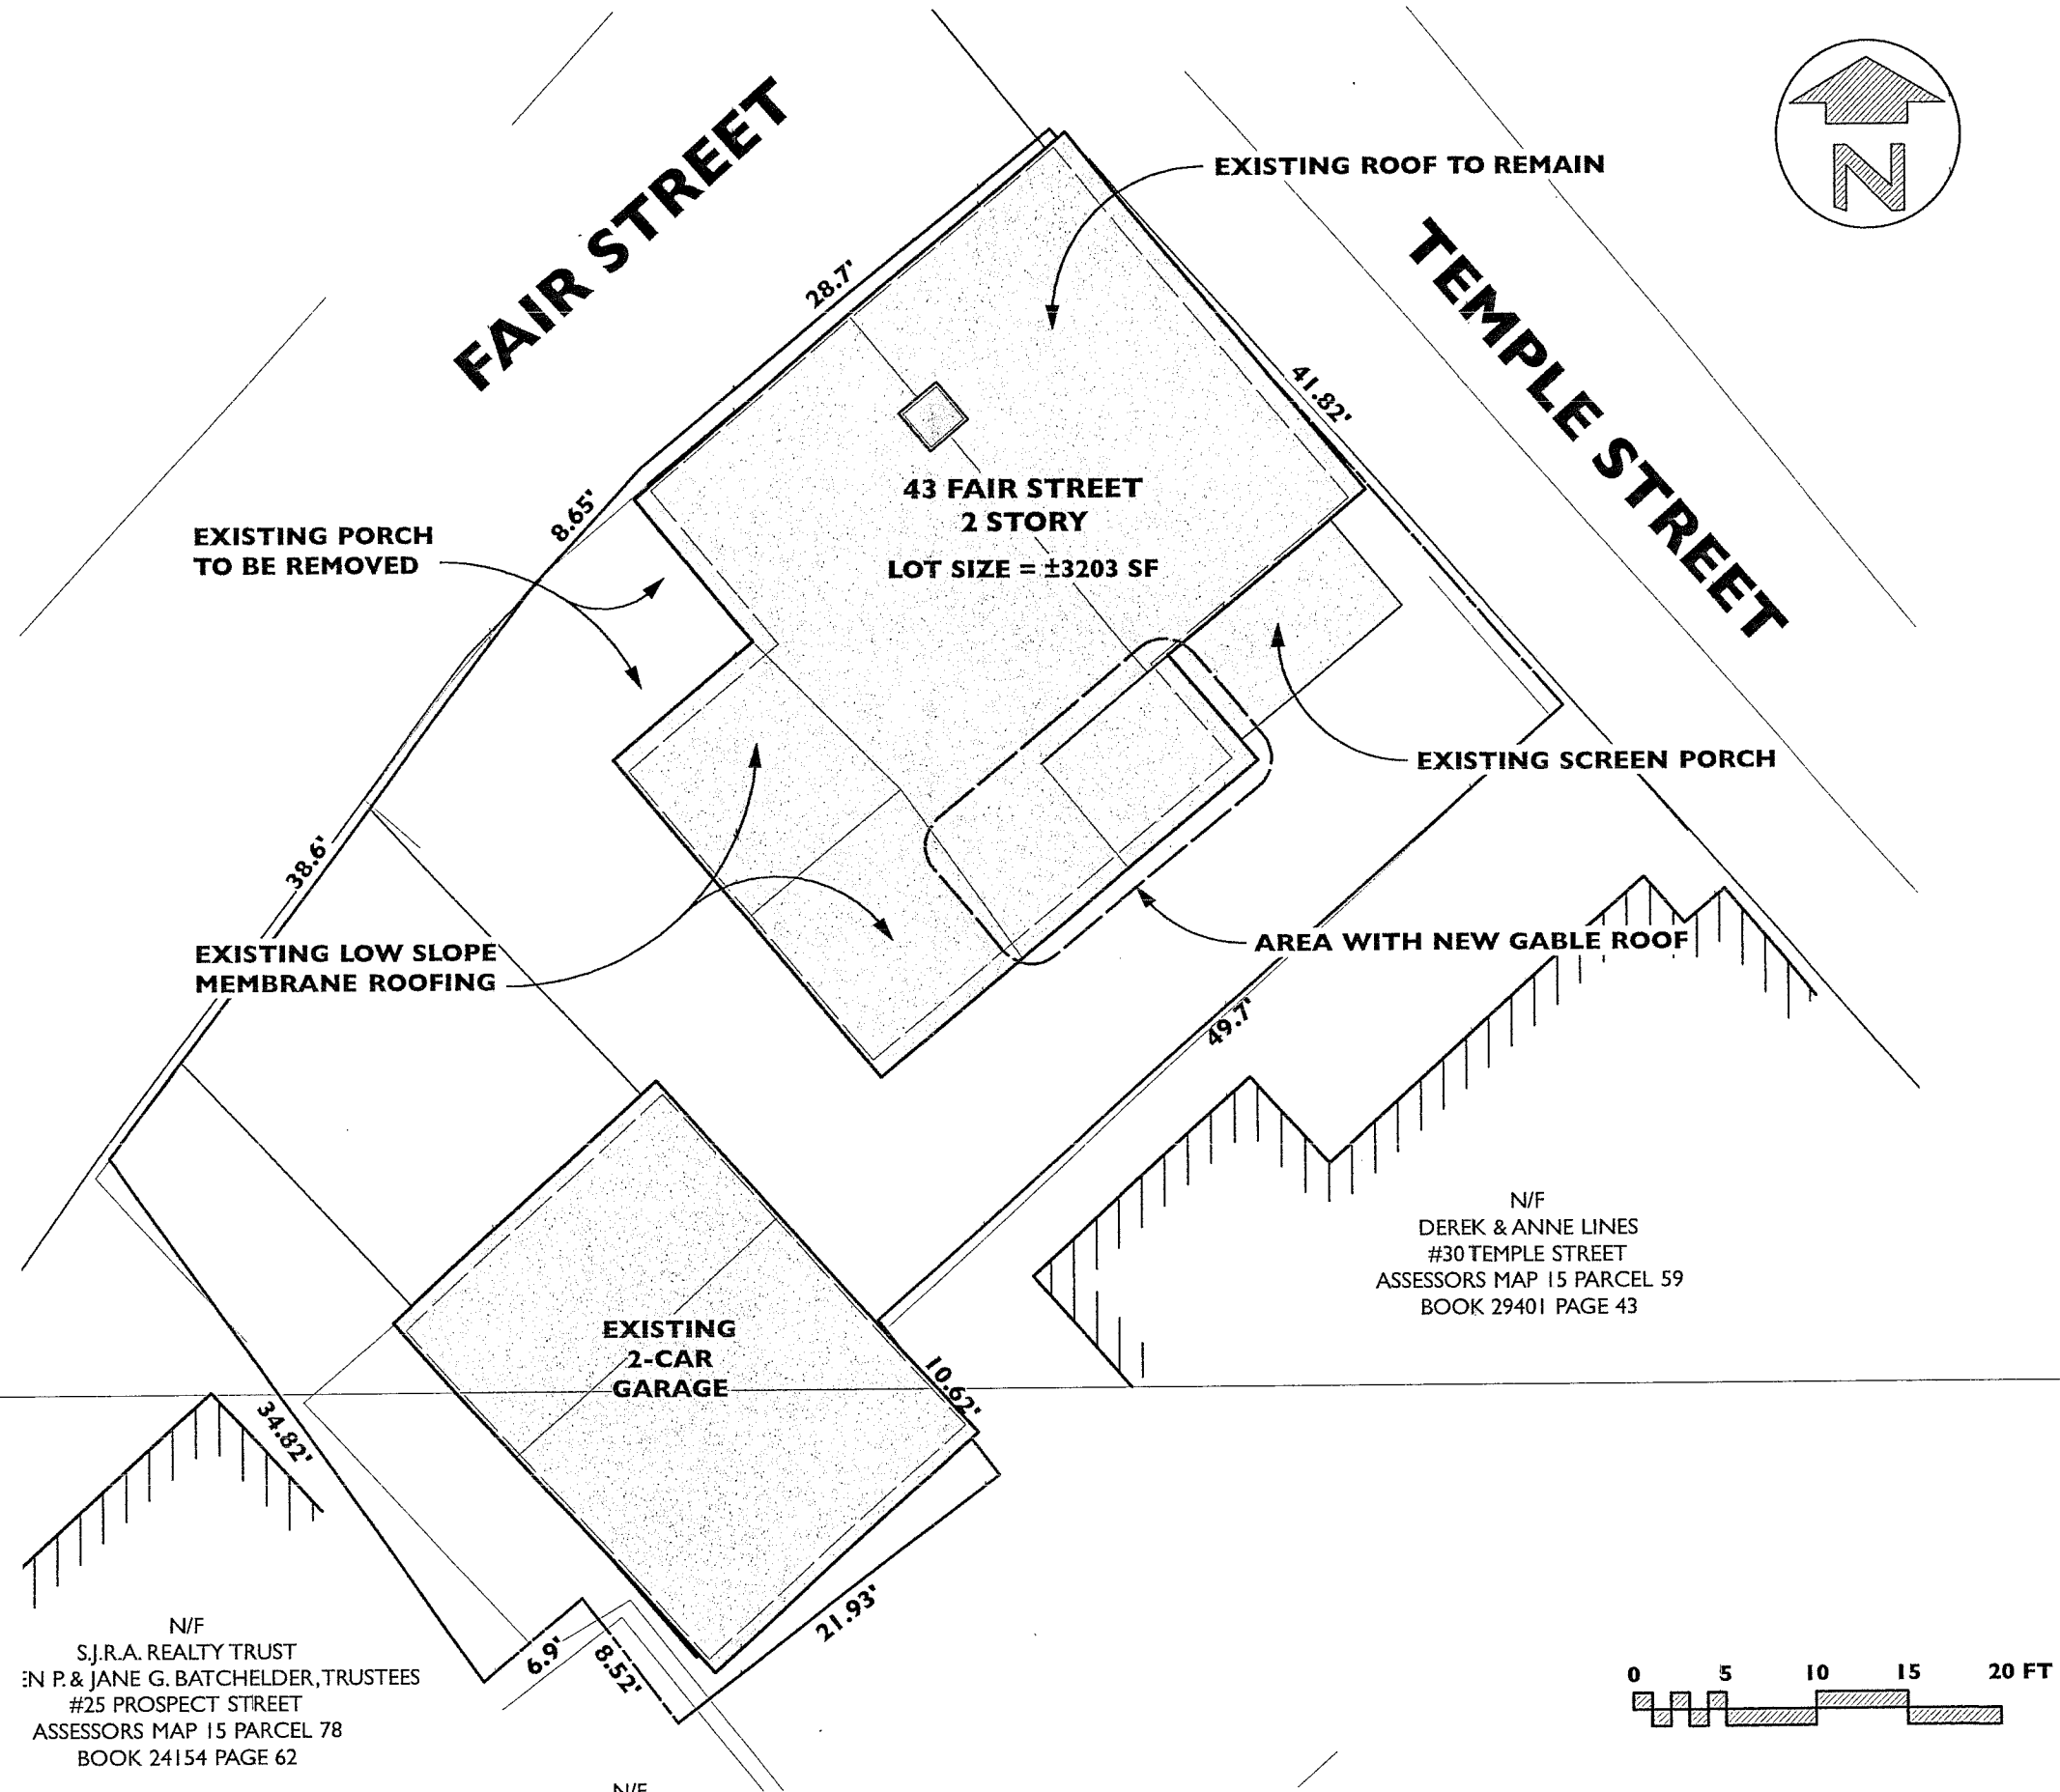 FAIR STREET
N
EXISTING ROOF TO REMAIN
TEMPLE STREET
28.7'
41.82'
43 FAIR STREET
2 STORY
LOT SIZE = ±3203 SF
8.65'
EXISTING PORCH
TO BE REMOVED
EXISTING SCREEN PORCH
38.6'
EXISTING LOW SLOPE
MEMBRANE ROOFING
AREA WITH NEW GABLE ROOF
49.7'
N/F
DEREK & ANNE LINES
#30 TEMPLE STREET
ASSESSORS MAP 15 PARCEL 59
BOOK 29401 PAGE 43
EXISTING
2-CAR
GARAGE
10.62'
34.82'
21.93'
6.9'
8.52'
N/F
S.J.R.A. REALTY TRUST
EN P. & JANE G. BATCHELDER, TRUSTEES
#25 PROSPECT STREET
ASSESSORS MAP 15 PARCEL 78
BOOK 24154 PAGE 62
0 5 10 15 20 FT
N/F